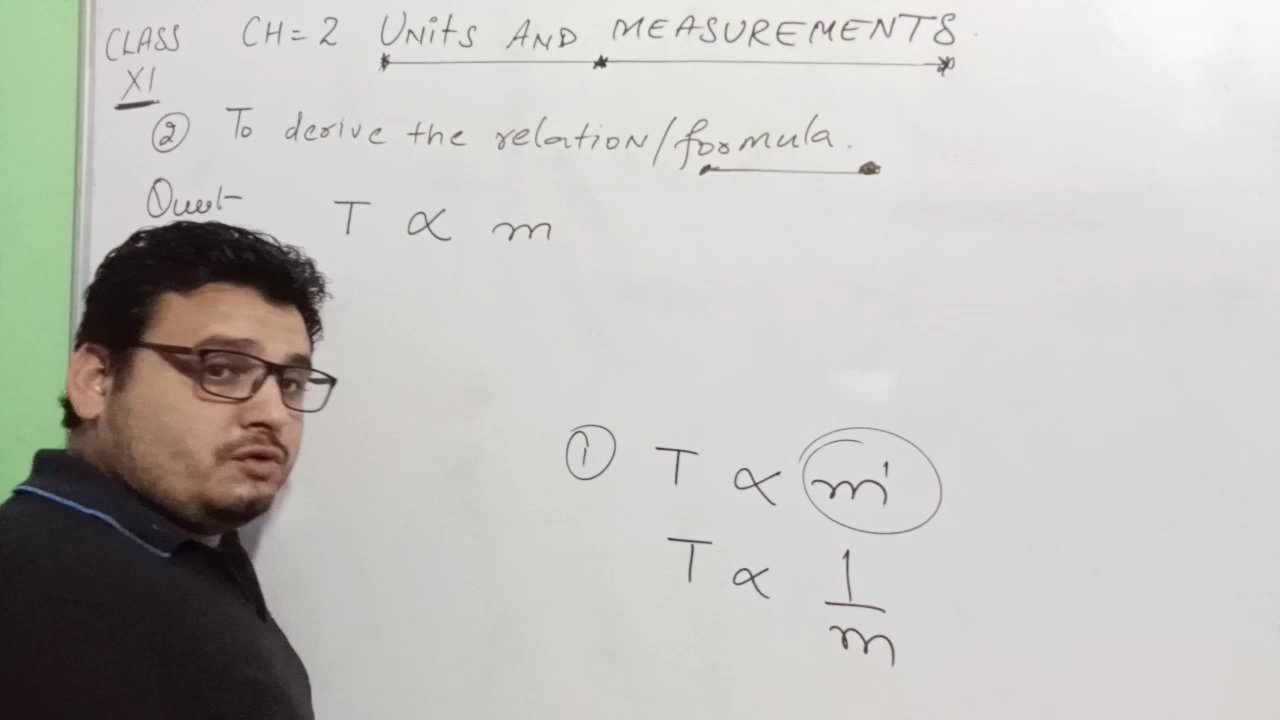 CLASS XI
CH=2 UNiTS AND MEASUREMENTS
② To derive the relation/formula.
T ∝ m
① T ∝ m¹
T ∝ 1/m